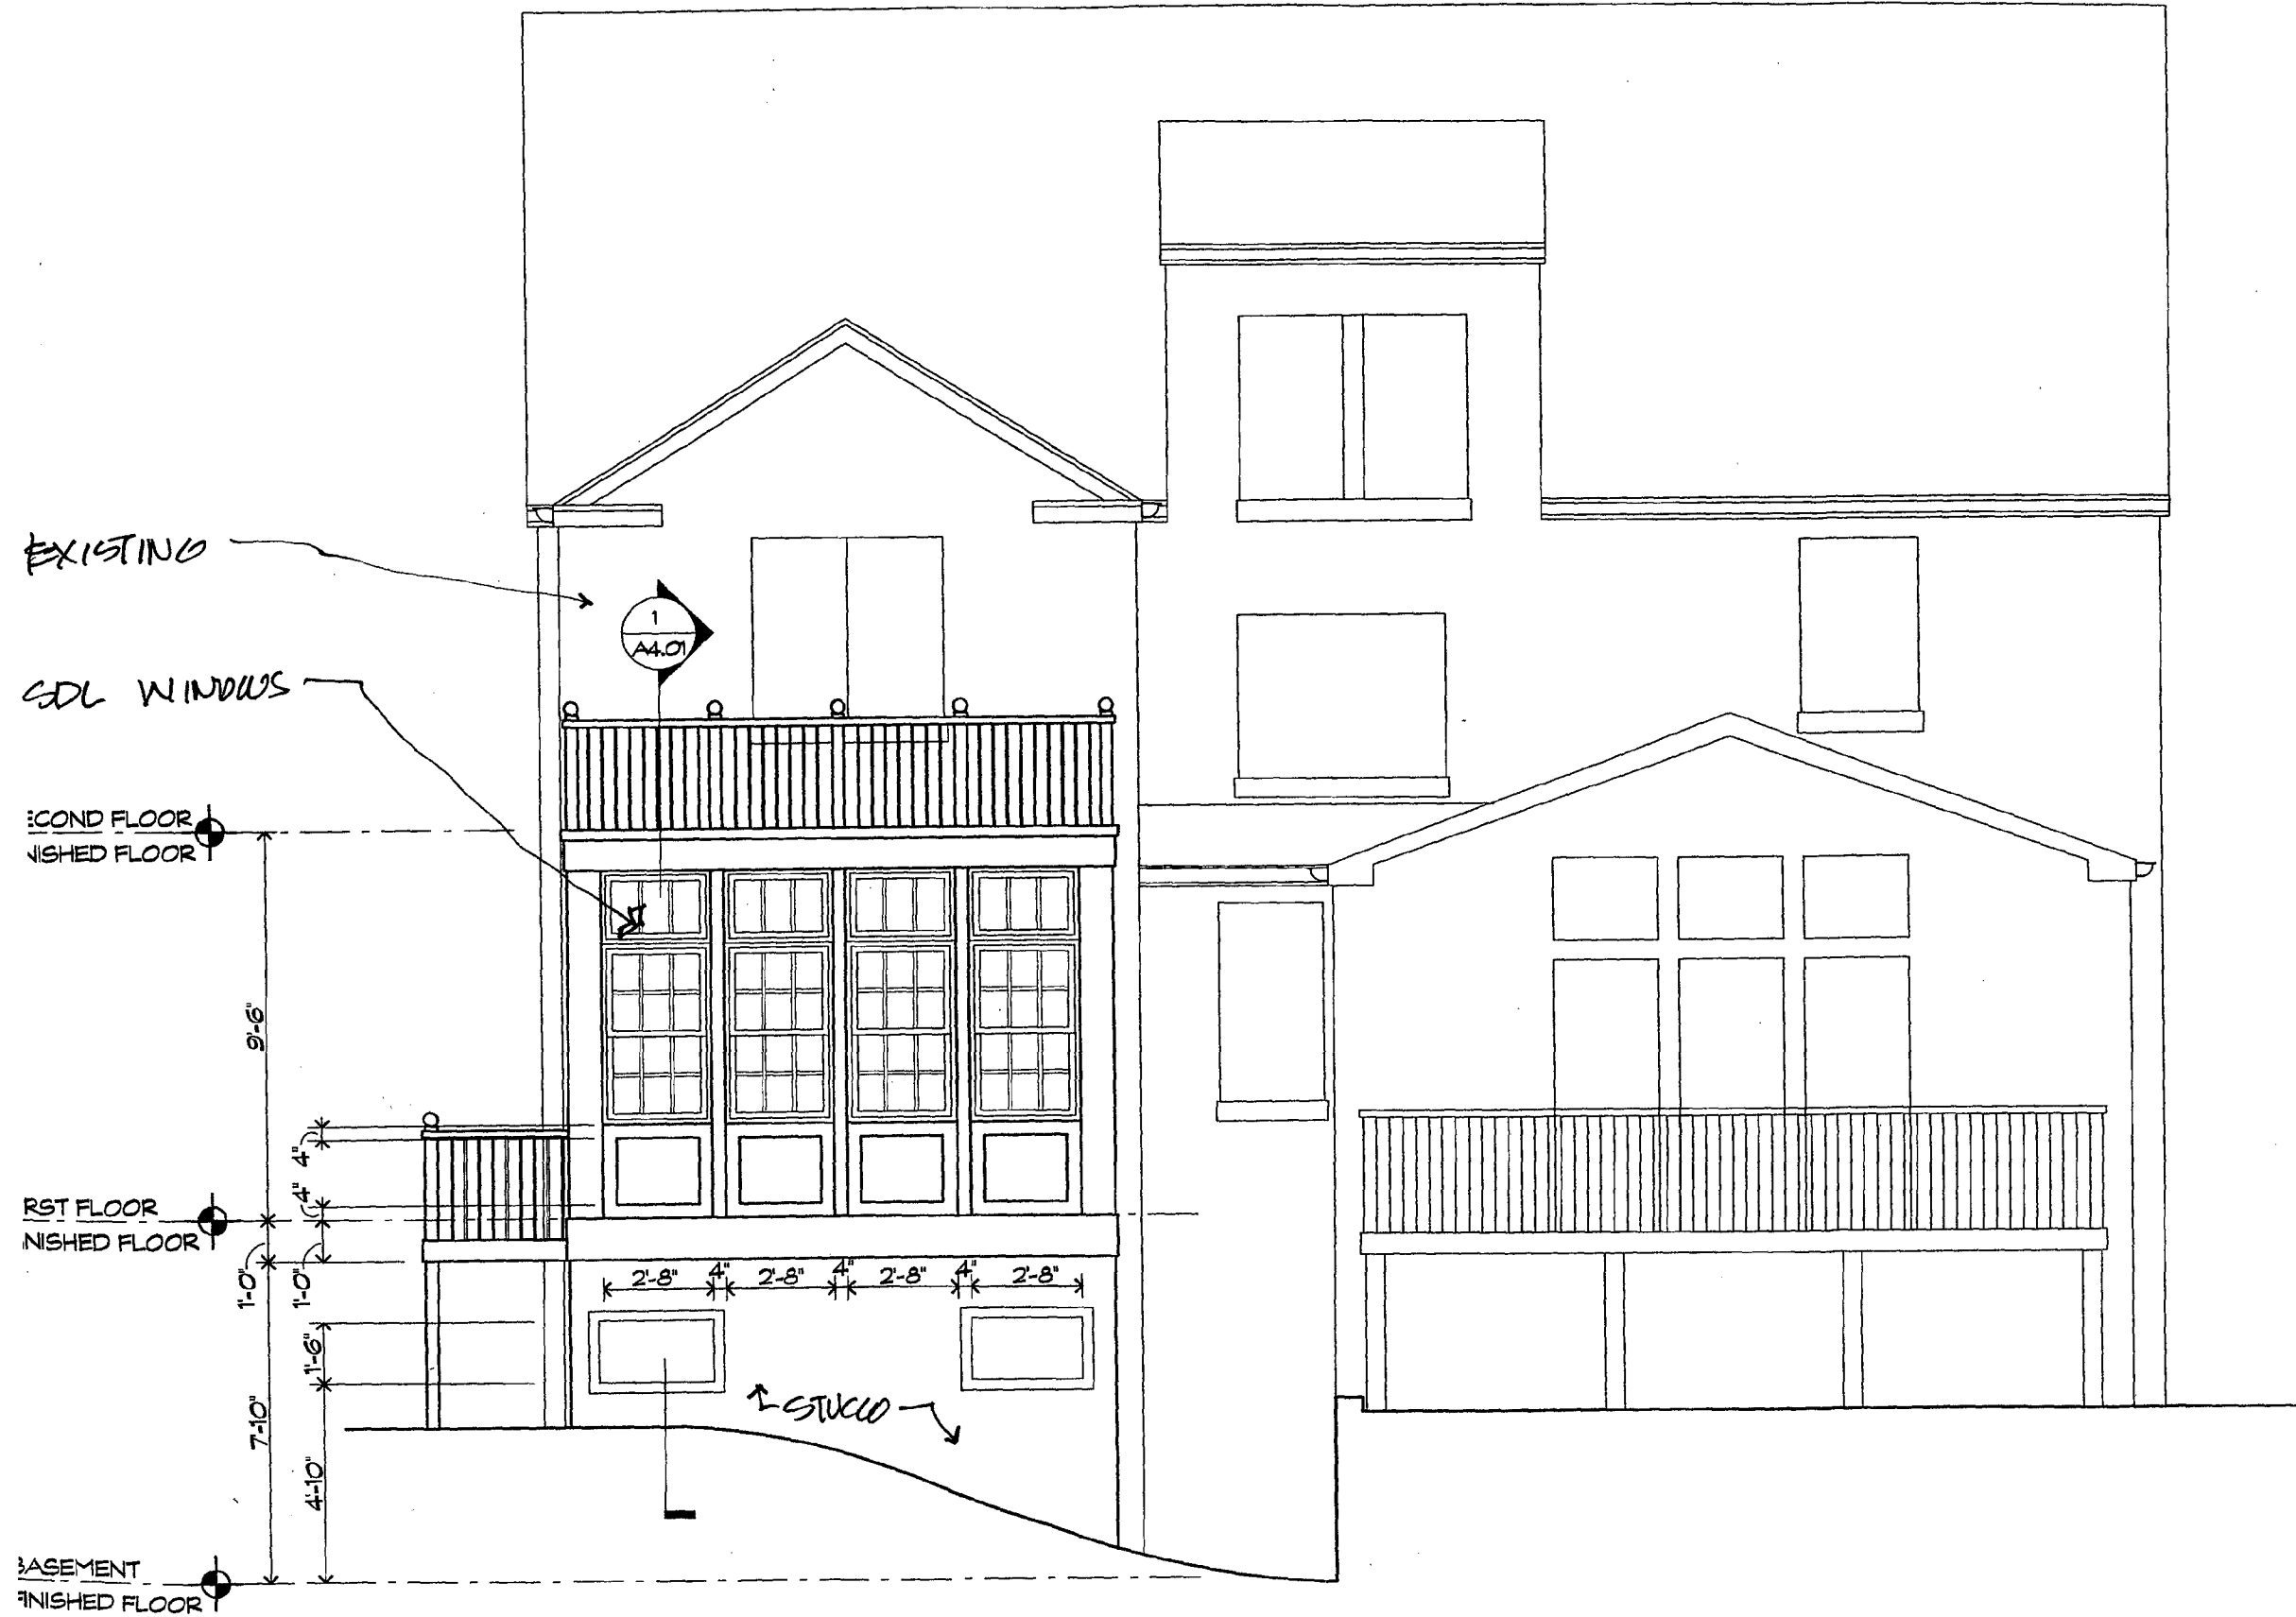 EXISTING
1
A4.01
SDL WINDOWS
ECOND FLOOR
NISHED FLOOR
9'-6"
4"
4"
RST FLOOR
NISHED FLOOR
1'-0"
1'-0"
2'-8" 4" 2'-8" 4" 2'-8" 4" 2'-8"
1'-6"
STUCCO
7'-10"
4'-10"
BASEMENT
FINISHED FLOOR